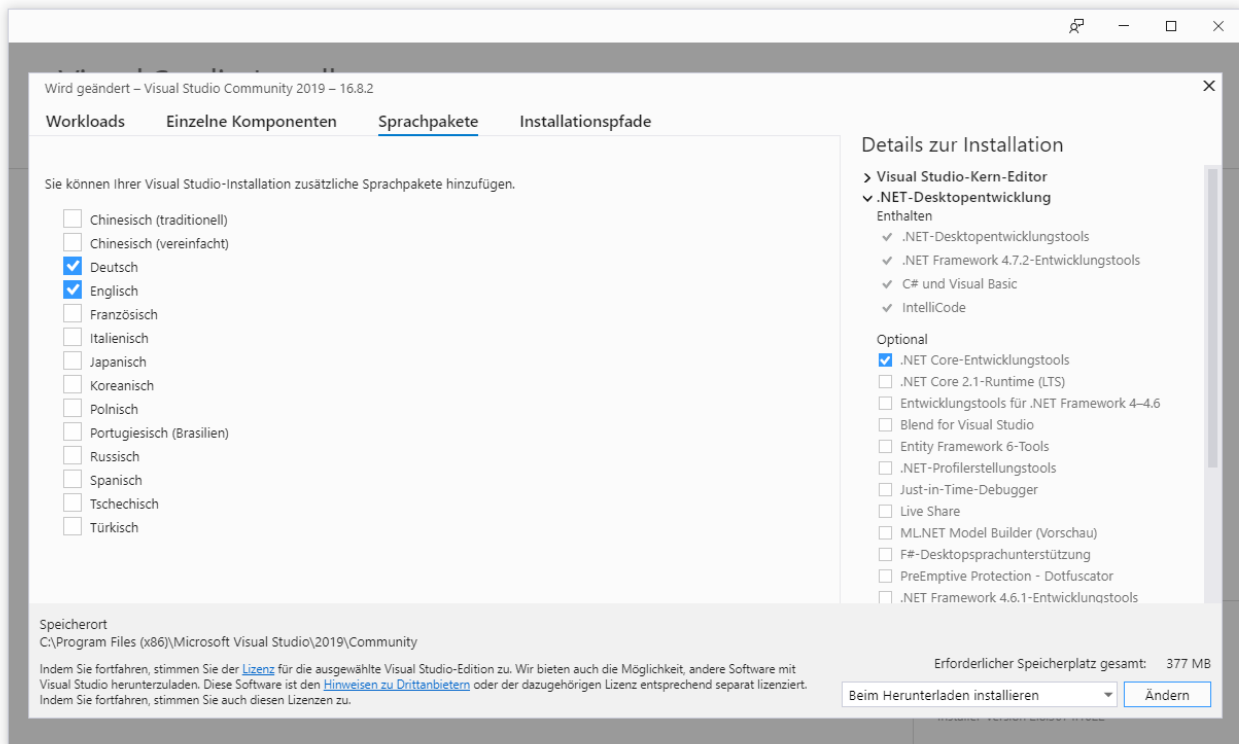 Wird geändert – Visual Studio Community 2019 – 16.8.2
Workloads
Einzelne Komponenten
Sprachpakete
Installationspfade
Sie können Ihrer Visual Studio-Installation zusätzliche Sprachpakete hinzufügen.
Chinesisch (traditionell)
Chinesisch (vereinfacht)
Deutsch
Englisch
Französisch
Italienisch
Japanisch
Koreanisch
Polnisch
Portugiesisch (Brasilien)
Russisch
Spanisch
Tschechisch
Türkisch
Details zur Installation
Visual Studio-Kern-Editor
.NET-Desktopentwicklung
Enthalten
.NET-Desktopentwicklungstools
.NET Framework 4.7.2-Entwicklungstools
C# und Visual Basic
IntelliCode
Optional
.NET Core-Entwicklungstools
.NET Core 2.1-Runtime (LTS)
Entwicklungstools für .NET Framework 4–4.6
Blend for Visual Studio
Entity Framework 6-Tools
.NET-Profilerstellungstools
Just-in-Time-Debugger
Live Share
ML.NET Model Builder (Vorschau)
F#-Desktopsprachunterstützung
PreEmptive Protection - Dotfuscator
.NET Framework 4.6.1-Entwicklungstools
Speicherort
C:\Program Files (x86)\Microsoft Visual Studio\2019\Community
Indem Sie fortfahren, stimmen Sie der Lizenz für die ausgewählte Visual Studio-Edition zu. Wir bieten auch die Möglichkeit, andere Software mit
Visual Studio herunterzuladen. Diese Software ist den Hinweisen zu Drittanbietern oder der dazugehörigen Lizenz entsprechend separat lizenziert.
Indem Sie fortfahren, stimmen Sie auch diesen Lizenzen zu.
Erforderlicher Speicherplatz gesamt: 377 MB
Beim Herunterladen installieren
Ändern